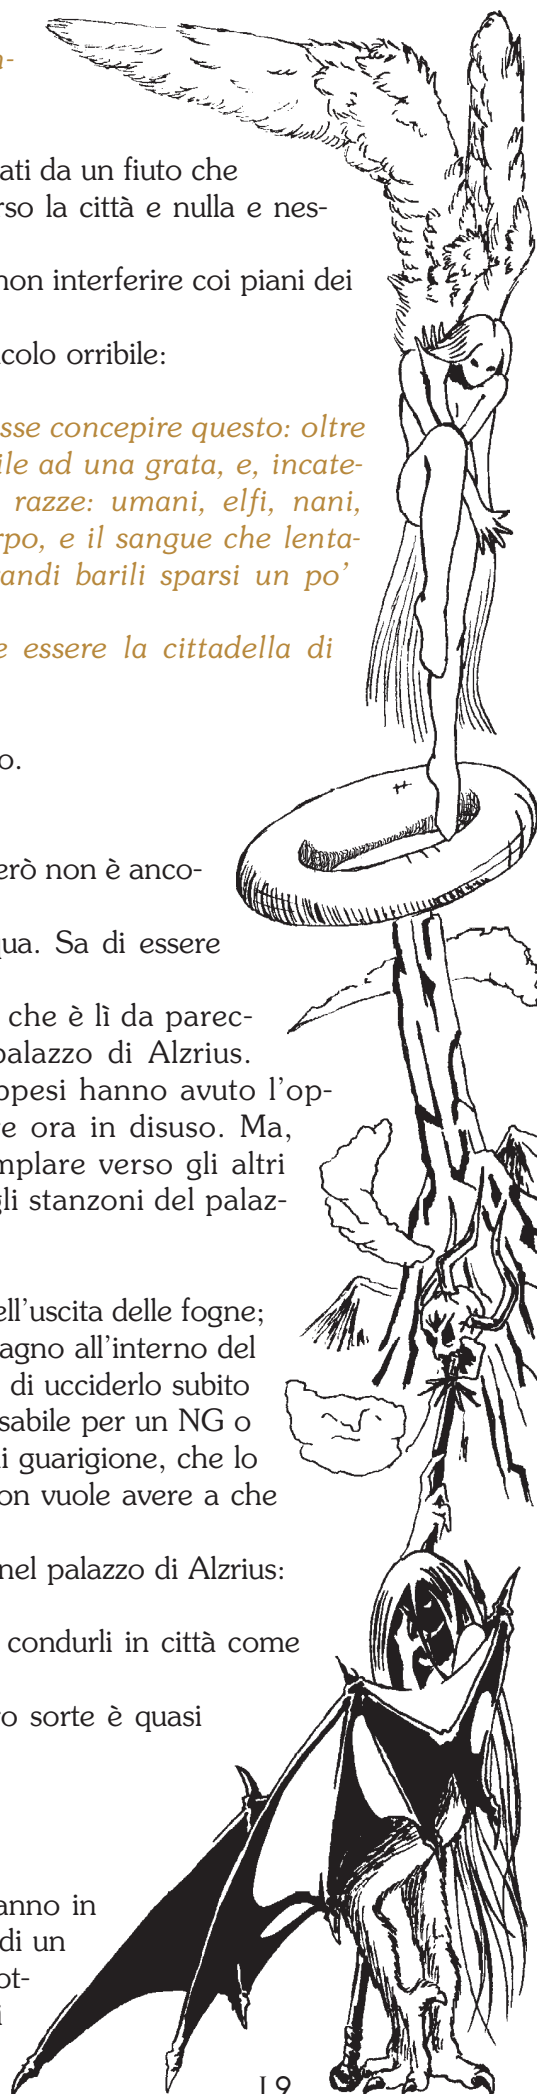 n-
ati da un fiuto che
rso la città e nulla e nes-
non interferire coi piani dei
colo orribile:
sse concepire questo: oltre
ile ad una grata, e, incate-
razze: umani, elfi, nani,
rpo, e il sangue che lenta-
randi barili sparsi un po'
e essere la cittadella di
o.
erò non è anco-
qua. Sa di essere
che è lì da parec-
palazzo di Alzrius.
ppesi hanno avuto l'op-
re ora in disuso. Ma,
mplare verso gli altri
gli stanzoni del palaz-
ell'uscita delle fogne;
agno all'interno del
di ucciderlo subito
sabile per un NG o
di guarigione, che lo
on vuole avere a che
nel palazzo di Alzrius:
condurli in città come
ro sorte è quasi
anno in
di un
ot-
i
19